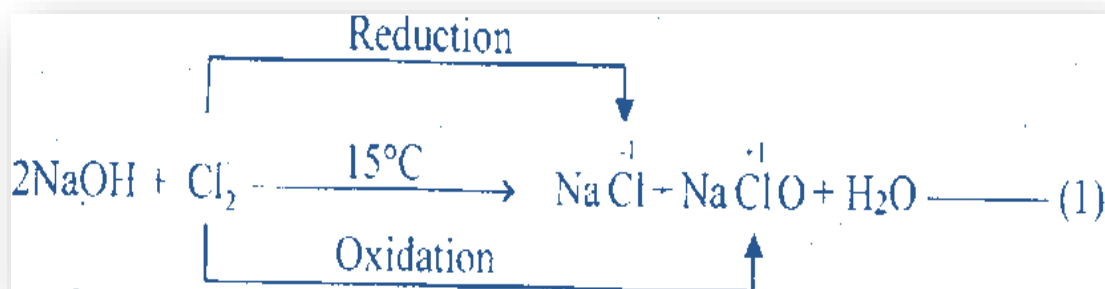 Reduction
2NaOH + Cl₂ 15°C NaCl + NaClO + H₂O (1)
-1 +1
Oxidation